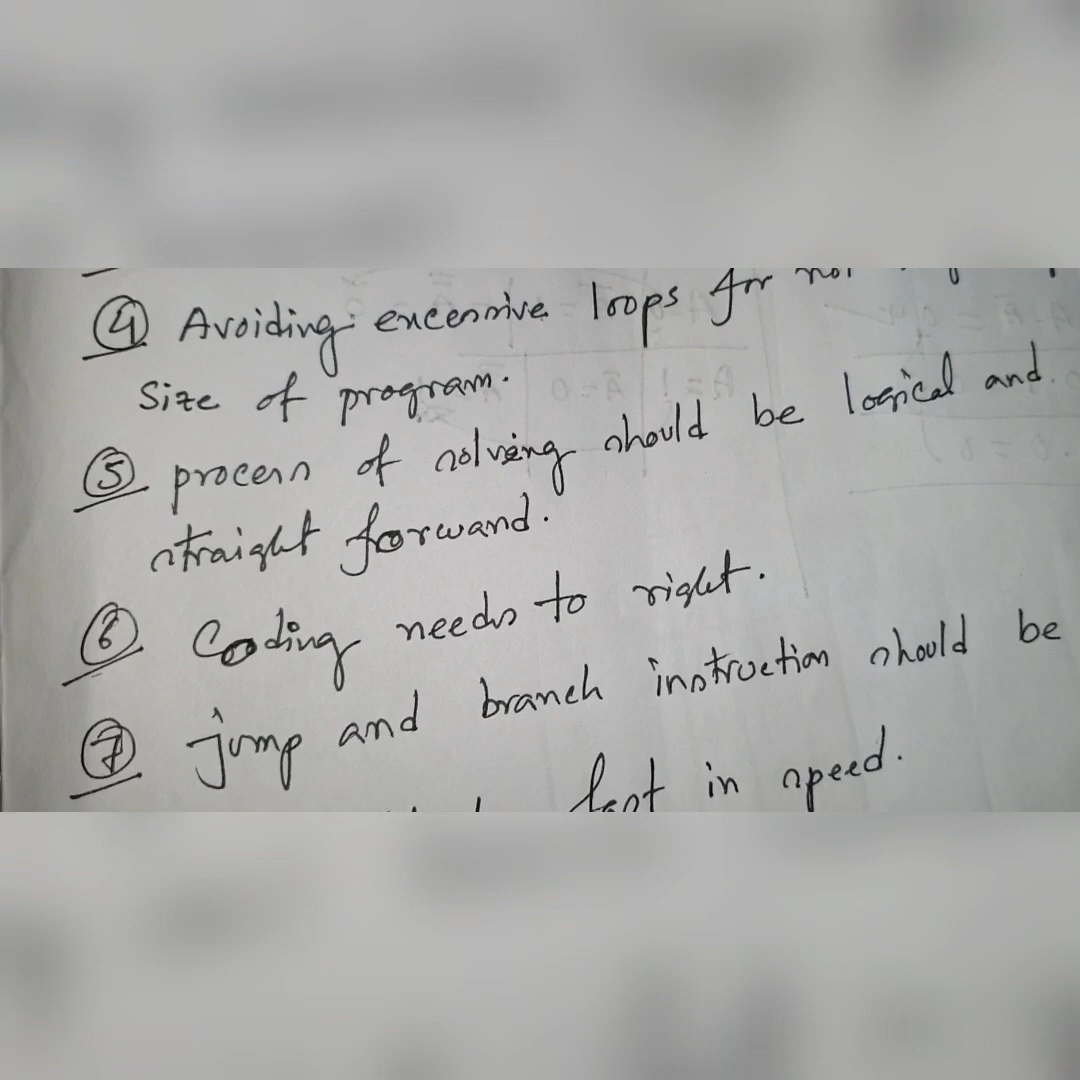 ④ Avoiding excessive loops for
Size of program.
⑤ process of solving should be logical and
straight forward.
⑥ Coding needs to right.
⑦ jump and branch instruction should be
fast in speed.